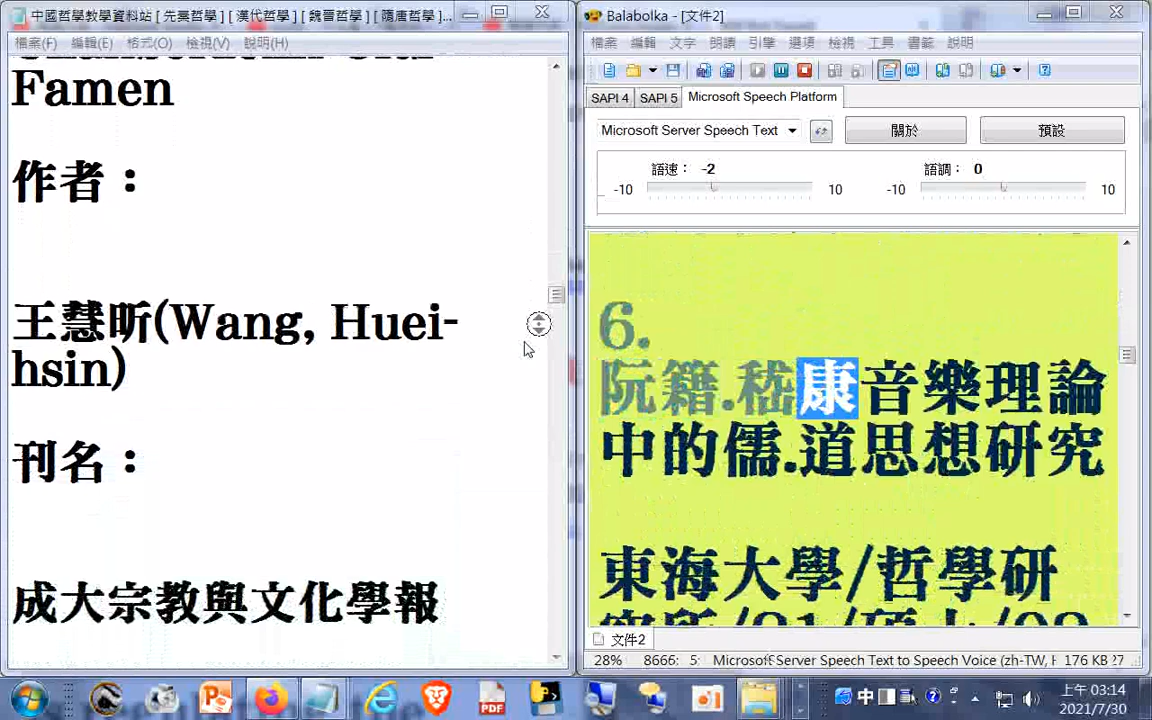 中國哲學教學資料站 [ 先秦哲學 ] [ 漢代哲學 ] [ 魏晉哲學 ] [ 隋唐哲學 ]...
檔案(F) 編輯(E) 格式(O) 檢視(V) 說明(H)
Famen
作者：
王慧昕(Wang, Huei-
hsin)
刊名：
成大宗教與文化學報
Balabolka - [文件2]
檔案 編輯 文字 朗讀 引擎 選項 檢視 工具 書籤 說明
SAPI 4 SAPI 5 Microsoft Speech Platform
Microsoft Server Speech Text 關於 預設
語速： -2 語調： 0
-10 10 -10 10
6.
阮籍.嵇康音樂理論
中的儒.道思想研究
東海大學/哲學研
文件2
28% 8666: 5: Microsoft Server Speech Text to Speech Voice (zh-TW, 176 KB
中
上午 03:14
2021/7/30